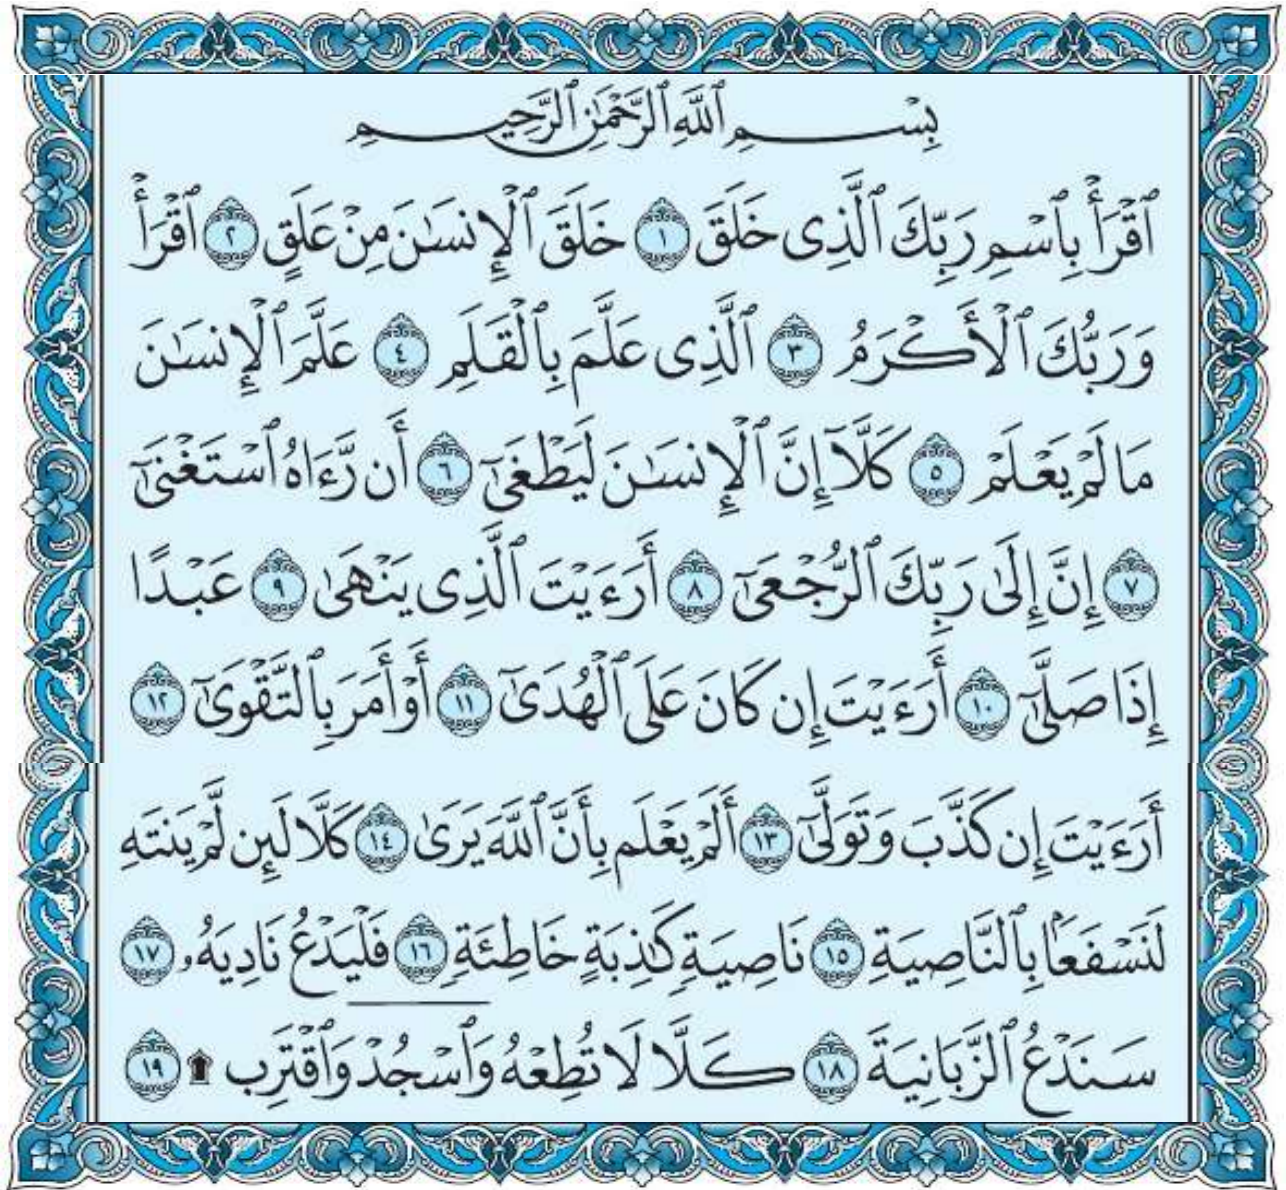 بِسْمِ ٱللَّهِ ٱلرَّحْمَٰنِ ٱلرَّحِيمِ
ٱقْرَأْ بِٱسْمِ رَبِّكَ ٱلَّذِى خَلَقَ ١ خَلَقَ ٱلْإِنسَٰنَ مِنْ عَلَقٍ ٢ ٱقْرَأْ
وَرَبُّكَ ٱلْأَكْرَمُ ٣ ٱلَّذِى عَلَّمَ بِٱلْقَلَمِ ٤ عَلَّمَ ٱلْإِنسَٰنَ
مَا لَمْ يَعْلَمْ ٥ كَلَّآ إِنَّ ٱلْإِنسَٰنَ لَيَطْغَىٰٓ ٦ أَن رَّءَاهُ ٱسْتَغْنَىٰٓ
٧ إِنَّ إِلَىٰ رَبِّكَ ٱلرُّجْعَىٰٓ ٨ أَرَءَيْتَ ٱلَّذِى يَنْهَىٰ ٩ عَبْدًا
إِذَا صَلَّىٰٓ ١٠ أَرَءَيْتَ إِن كَانَ عَلَى ٱلْهُدَىٰٓ ١١ أَوْ أَمَرَ بِٱلتَّقْوَىٰٓ ١٢
أَرَءَيْتَ إِن كَذَّبَ وَتَوَلَّىٰٓ ١٣ أَلَمْ يَعْلَم بِأَنَّ ٱللَّهَ يَرَىٰ ١٤ كَلَّا لَئِن لَّمْ يَنتَهِ
لَنَسْفَعًۢا بِٱلنَّاصِيَةِ ١٥ نَاصِيَةٍ كَٰذِبَةٍ خَاطِئَةٍ ١٦ فَلْيَدْعُ نَادِيَهُۥ ١٧
سَنَدْعُ ٱلزَّبَانِيَةَ ١٨ كَلَّا لَا تُطِعْهُ وَٱسْجُدْ وَٱقْتَرِب ۩ ١٩